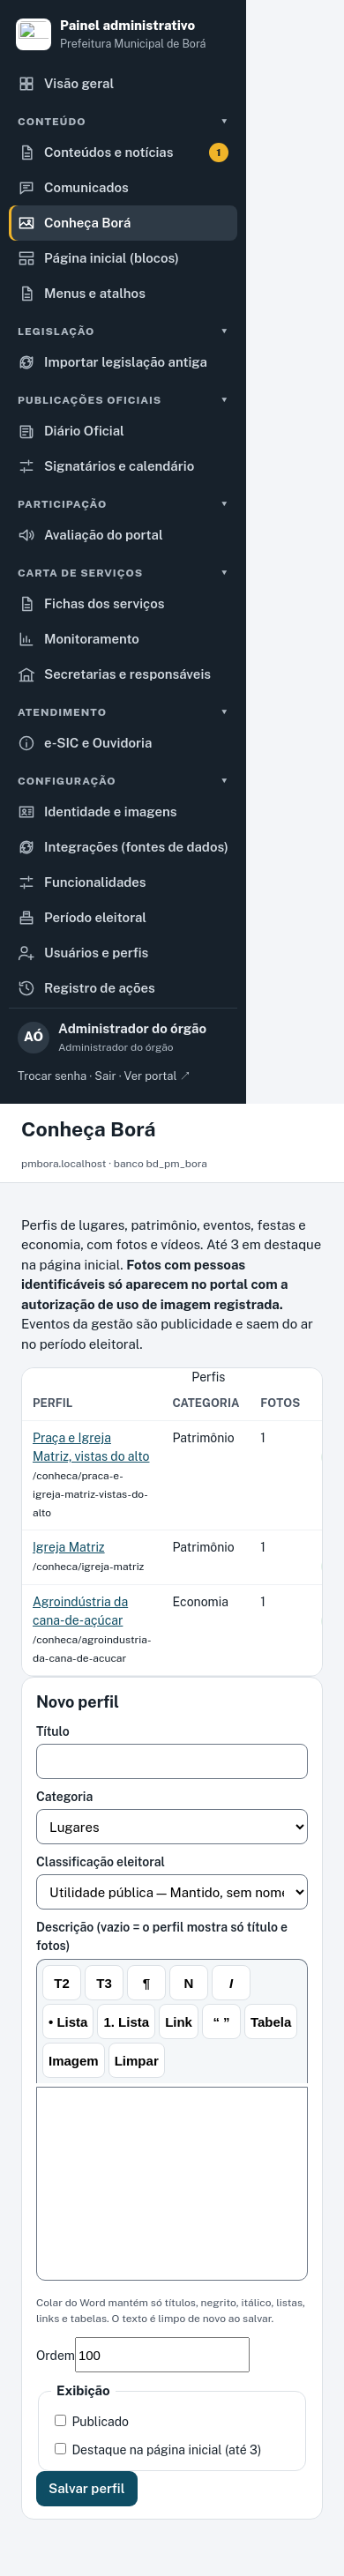 Painel administrativo
Prefeitura Municipal de Borá
Visão geral
CONTEÚDO ▼
Conteúdos e notícias 1
Comunicados
Conheça Borá
Página inicial (blocos)
Menus e atalhos
LEGISLAÇÃO ▼
Importar legislação antiga
PUBLICAÇÕES OFICIAIS ▼
Diário Oficial
Signatários e calendário
PARTICIPAÇÃO ▼
Avaliação do portal
CARTA DE SERVIÇOS ▼
Fichas dos serviços
Monitoramento
Secretarias e responsáveis
ATENDIMENTO ▼
e-SIC e Ouvidoria
CONFIGURAÇÃO ▼
Identidade e imagens
Integrações (fontes de dados)
Funcionalidades
Período eleitoral
Usuários e perfis
Registro de ações
AÓ Administrador do órgão
Administrador do órgão
Trocar senha · Sair · Ver portal ↗
Conheça Borá
pmbora.localhost · banco bd_pm_bora
Perfis de lugares, patrimônio, eventos, festas e
economia, com fotos e vídeos. Até 3 em destaque
na página inicial. Fotos com pessoas
identificáveis só aparecem no portal com a
autorização de uso de imagem registrada.
Eventos da gestão são publicidade e saem do ar
no período eleitoral.
Perfis
PERFIL CATEGORIA FOTOS
Praça e Igreja Patrimônio 1
Matriz, vistas do alto
/conheca/praca-e-
igreja-matriz-vistas-do-
alto
Igreja Matriz Patrimônio 1
/conheca/igreja-matriz
Agroindústria da Economia 1
cana-de-açúcar
/conheca/agroindustria-
da-cana-de-acucar
Novo perfil
Título
Categoria
Lugares
Classificação eleitoral
Utilidade pública — Mantido, sem nome
Descrição (vazio = o perfil mostra só título e
fotos)
T2 T3 ¶ N I
• Lista 1. Lista Link “ ” Tabela
Imagem Limpar
Colar do Word mantém só títulos, negrito, itálico, listas,
links e tabelas. O texto é limpo de novo ao salvar.
Ordem 100
Exibição
Publicado
Destaque na página inicial (até 3)
Salvar perfil